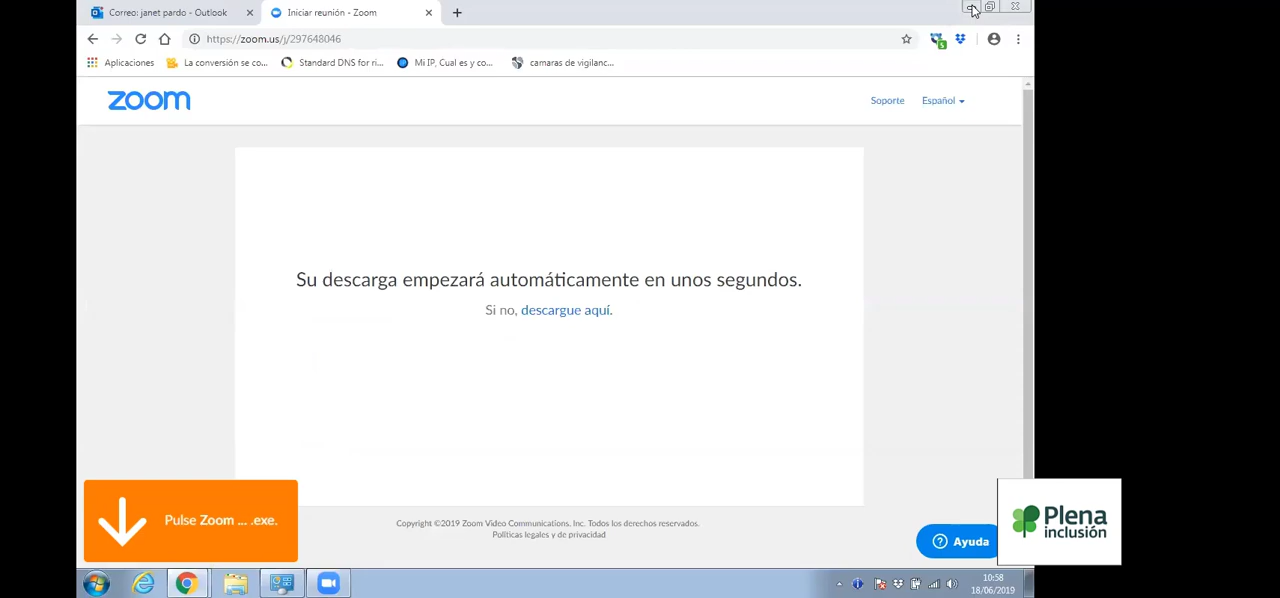 Correo: janet pardo - Outlook
Iniciar reunión - Zoom
https://zoom.us/j/297648046
Aplicaciones
La conversión se co...
Standard DNS for ri...
Mi IP, Cual es y co...
camaras de vigilanc...
zoom
Soporte
Español
Su descarga empezará automáticamente en unos segundos.
Si no, descargue aquí.
Pulse Zoom ... .exe.
Copyright ©2019 Zoom Video Communications, Inc. Todos los derechos reservados.
Políticas legales y de privacidad
Ayuda
Plena
inclusión
10:58
18/06/2019